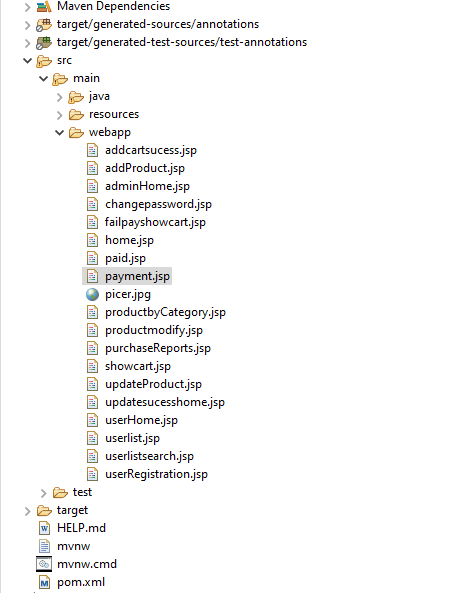 Maven Dependencies
target/generated-sources/annotations
target/generated-test-sources/test-annotations
src
main
java
resources
webapp
addcartsucess.jsp
addProduct.jsp
adminHome.jsp
changepassword.jsp
failpayshowcart.jsp
home.jsp
paid.jsp
payment.jsp
picer.jpg
productbyCategory.jsp
productmodify.jsp
purchaseReports.jsp
showcart.jsp
updateProduct.jsp
updatesucesshome.jsp
userHome.jsp
userlist.jsp
userlistsearch.jsp
userRegistration.jsp
test
target
HELP.md
mvnw
mvnw.cmd
pom.xml